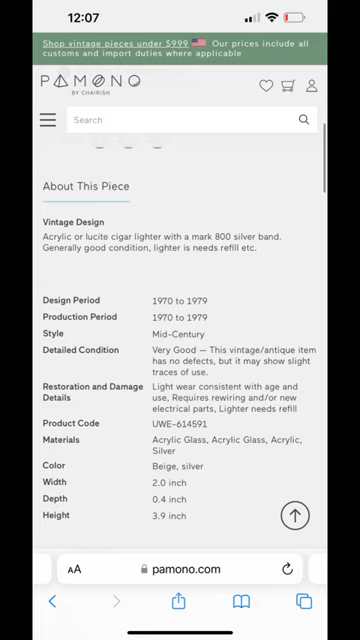 12:07
Shop vintage pieces under $999 🇺🇸 Our prices include all
customs and import duties where applicable
PAMONO
BY CHAIRISH
Search
About This Piece
Vintage Design
Acrylic or lucite cigar lighter with a mark 800 silver band.
Generally good condition, lighter is needs refill etc.
Design Period 1970 to 1979
Production Period 1970 to 1979
Style Mid-Century
Detailed Condition Very Good — This vintage/antique item
has no defects, but it may show slight
traces of use.
Restoration and Damage Light wear consistent with age and
Details use, Requires rewiring and/or new
electrical parts, Lighter needs refill
Product Code UWE-614591
Materials Acrylic Glass, Acrylic Glass, Acrylic,
Silver
Color Beige, silver
Width 2.0 inch
Depth 0.4 inch
Height 3.9 inch
AA pamono.com